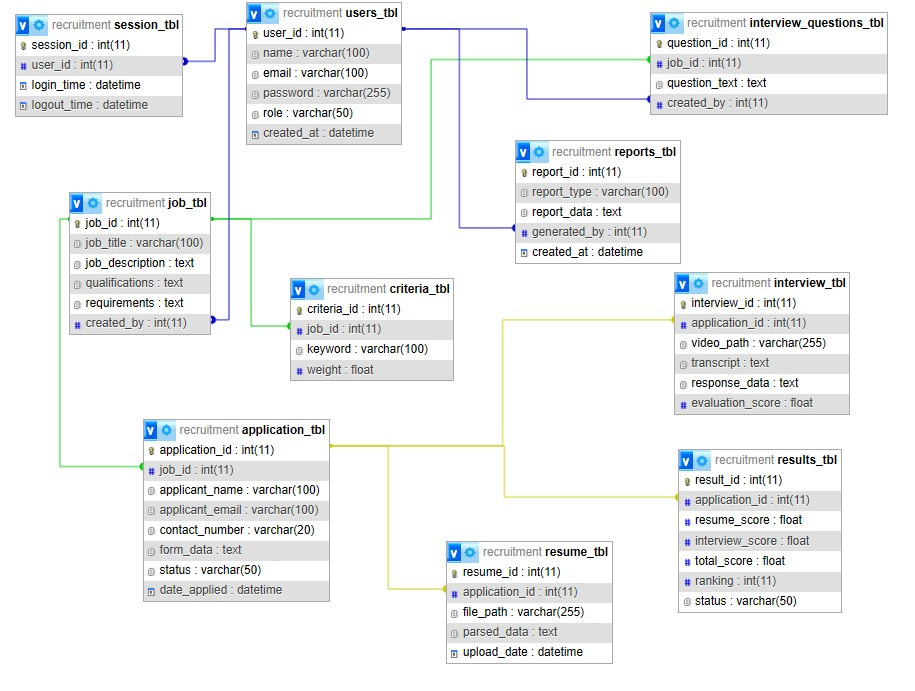 recruitment session_tbl
session_id : int(11)
user_id : int(11)
login_time : datetime
logout_time : datetime
recruitment users_tbl
user_id : int(11)
name : varchar(100)
email : varchar(100)
password : varchar(255)
role : varchar(50)
created_at : datetime
recruitment interview_questions_tbl
question_id : int(11)
job_id : int(11)
question_text : text
created_by : int(11)
recruitment reports_tbl
report_id : int(11)
report_type : varchar(100)
report_data : text
generated_by : int(11)
created_at : datetime
recruitment job_tbl
job_id : int(11)
job_title : varchar(100)
job_description : text
qualifications : text
requirements : text
created_by : int(11)
recruitment criteria_tbl
criteria_id : int(11)
job_id : int(11)
keyword : varchar(100)
weight : float
recruitment interview_tbl
interview_id : int(11)
application_id : int(11)
video_path : varchar(255)
transcript : text
response_data : text
evaluation_score : float
recruitment application_tbl
application_id : int(11)
job_id : int(11)
applicant_name : varchar(100)
applicant_email : varchar(100)
contact_number : varchar(20)
form_data : text
status : varchar(50)
date_applied : datetime
recruitment results_tbl
result_id : int(11)
application_id : int(11)
resume_score : float
interview_score : float
total_score : float
ranking : int(11)
status : varchar(50)
recruitment resume_tbl
resume_id : int(11)
application_id : int(11)
file_path : varchar(255)
parsed_data : text
upload_date : datetime